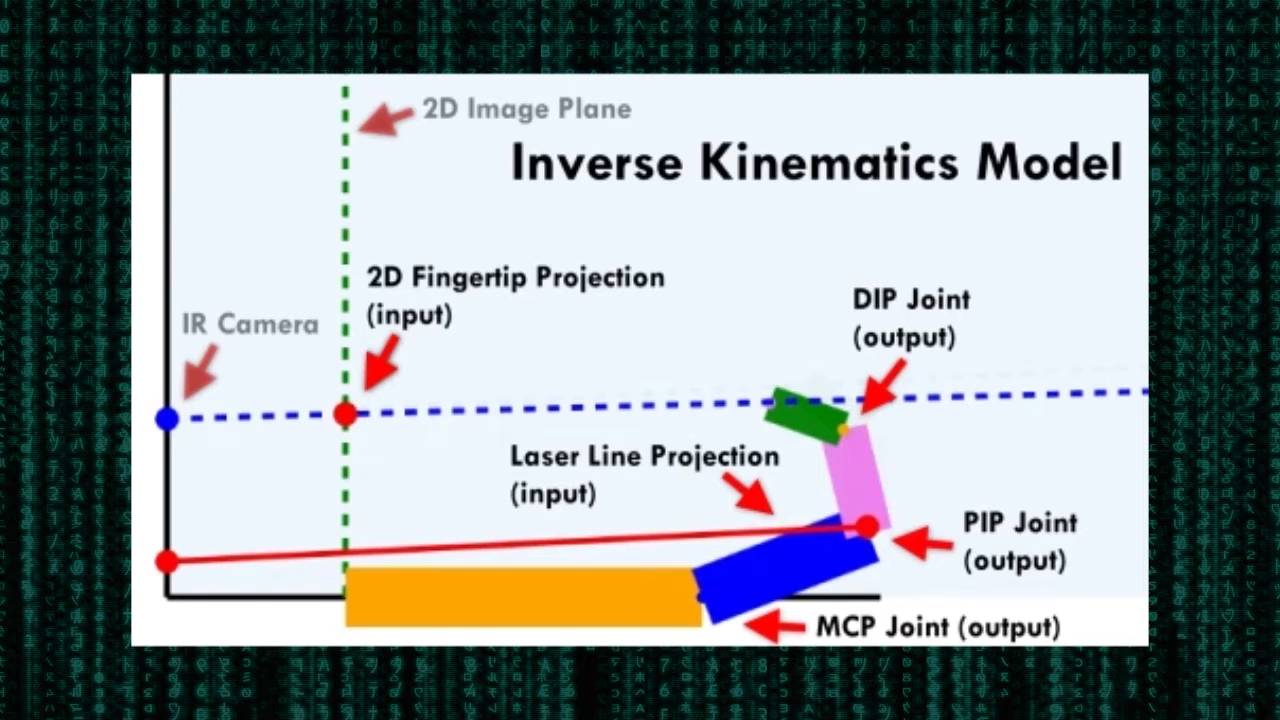 2D Image Plane
Inverse Kinematics Model
2D Fingertip Projection
(input)
IR Camera
DIP Joint
(output)
Laser Line Projection
(input)
PIP Joint
(output)
MCP Joint (output)